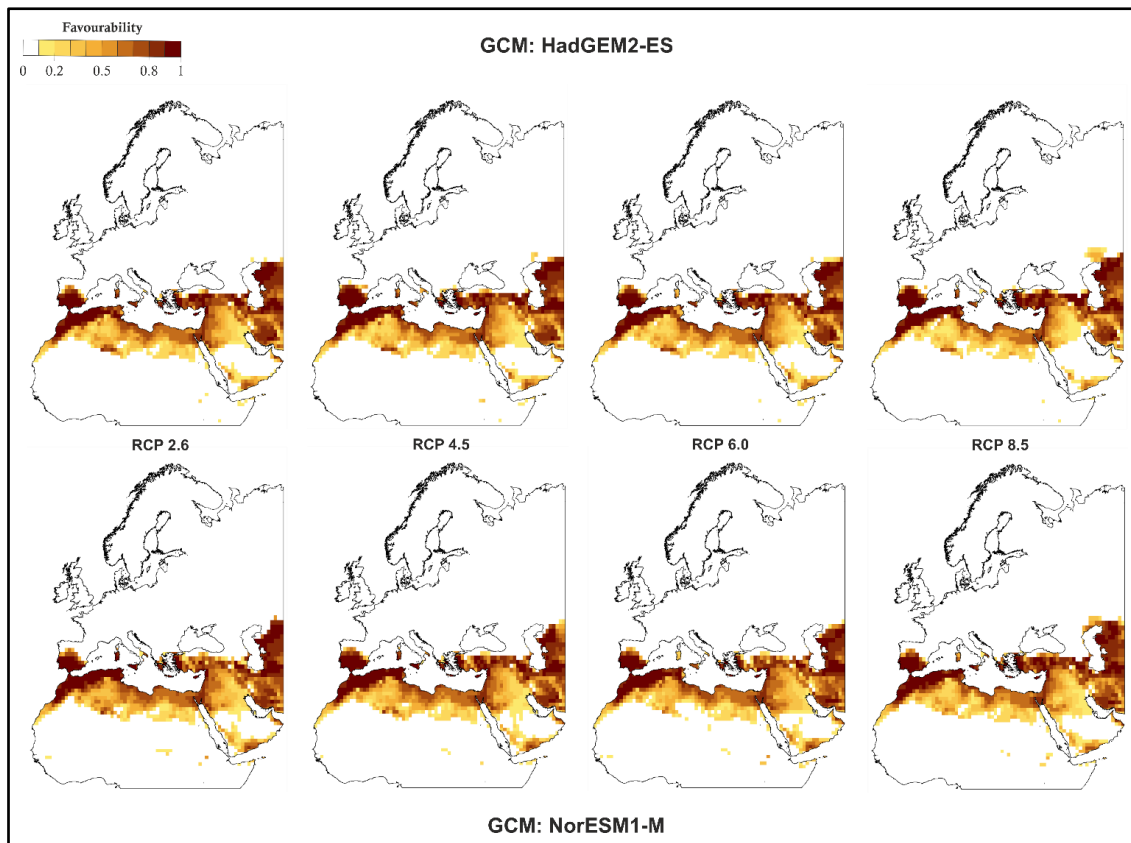 Favourability
0 0.2 0.5 0.8 1
GCM: HadGEM2-ES
RCP 2.6 RCP 4.5 RCP 6.0 RCP 8.5
GCM: NorESM1-M